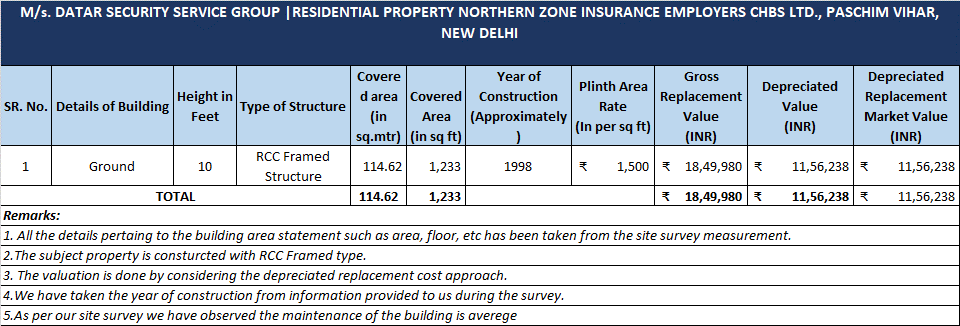 M/s. DATAR SECURITY SERVICE GROUP |RESIDENTIAL PROPERTY NORTHERN ZONE INSURANCE EMPLOYERS CHBS LTD., PASCHIM VIHAR,
NEW DELHI
SR. No. Details of Building Height in Feet Type of Structure Covere d area (in sq.mtr) Covered Area (in sq ft) Year of Construction (Approximately ) Plinth Area Rate (In per sq ft) Gross Replacement Value (INR) Depreciated Value (INR) Depreciated Replacement Market Value (INR)
1 Ground 10 RCC Framed Structure 114.62 1,233 1998 ₹ 1,500 ₹ 18,49,980 ₹ 11,56,238 ₹ 11,56,238
TOTAL 114.62 1,233 ₹ 18,49,980 ₹ 11,56,238 ₹ 11,56,238
Remarks:
1. All the details pertaing to the building area statement such as area, floor, etc has been taken from the site survey measurement.
2.The subject property is consturcted with RCC Framed type.
3. The valuation is done by considering the depreciated replacement cost approach.
4.We have taken the year of construction from information provided to us during the survey.
5.As per our site survey we have observed the maintenance of the building is averege